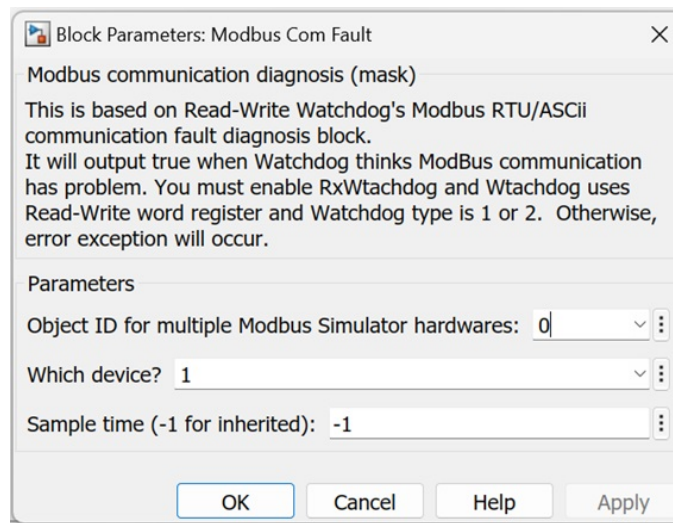 Block Parameters: Modbus Com Fault
Modbus communication diagnosis (mask)
This is based on Read-Write Watchdog's Modbus RTU/ASCii
communication fault diagnosis block.
It will output true when Watchdog thinks ModBus communication
has problem. You must enable RxWtachdog and Wtachdog uses
Read-Write word register and Watchdog type is 1 or 2.  Otherwise,
error exception will occur.
Parameters
Object ID for multiple Modbus Simulator hardwares: 0
Which device? 1
Sample time (-1 for inherited): -1
OK Cancel Help Apply